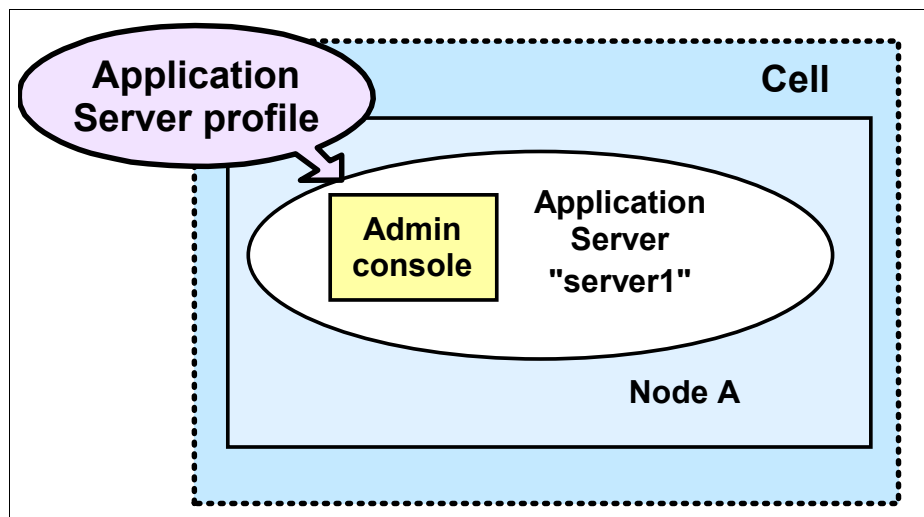 Application
Server profile
Cell
Admin
console
Application
Server
"server1"
Node A